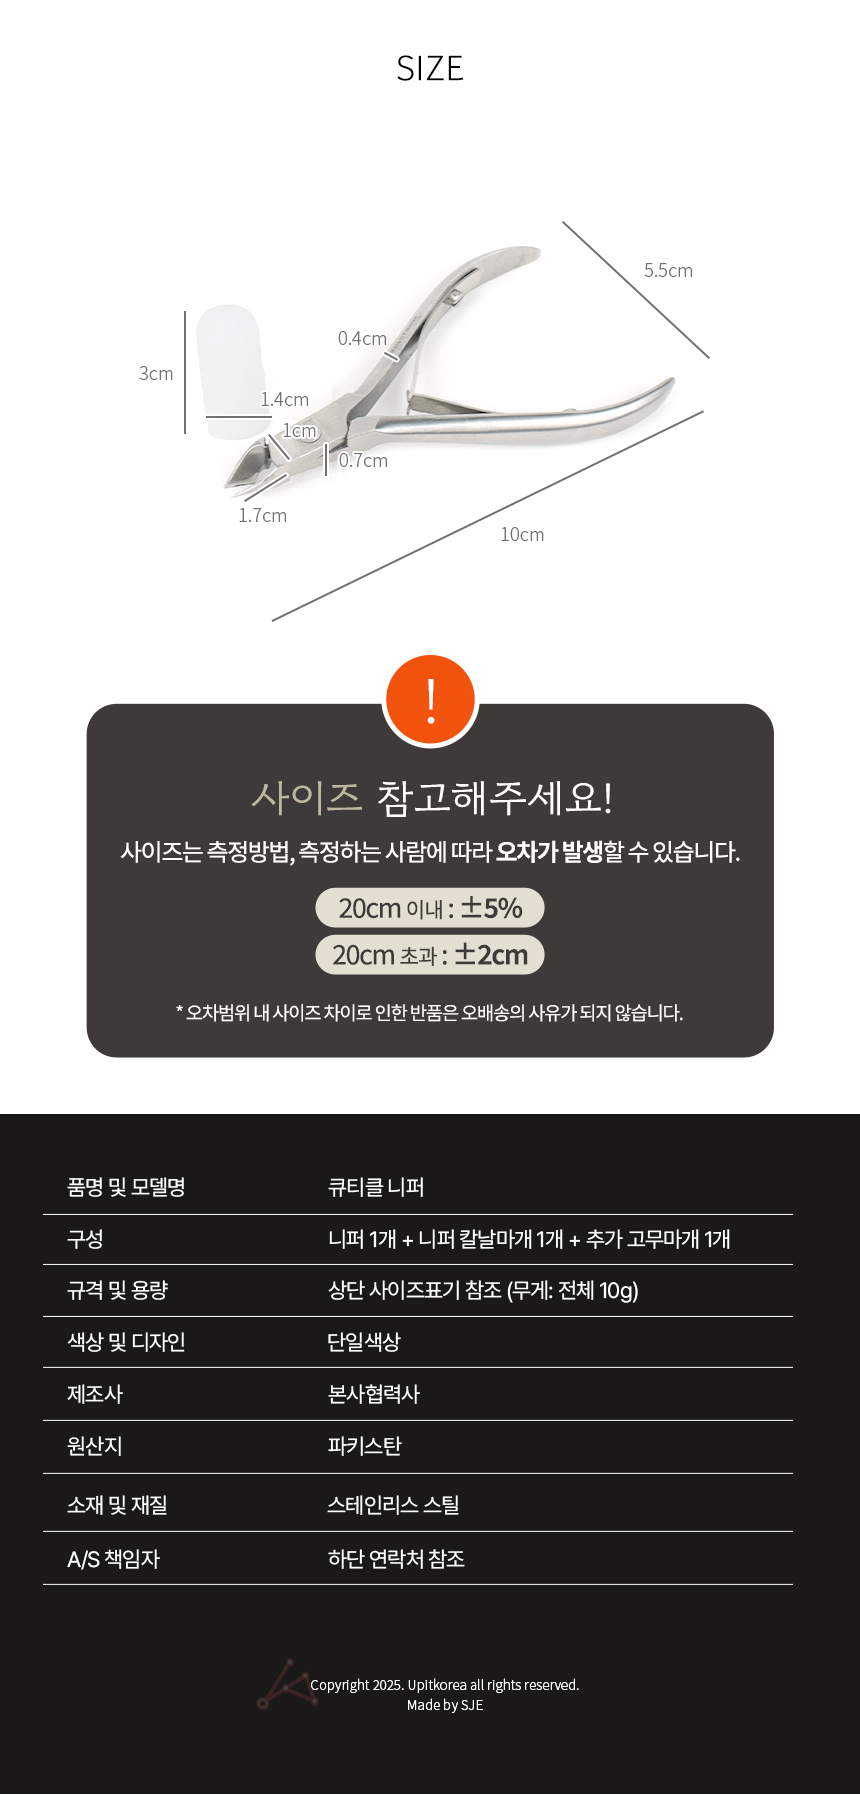 SIZE
5.5cm
0.4cm
3cm
1.4cm
1cm
0.7cm
1.7cm
10cm
!
사이즈 참고해주세요!
사이즈는 측정방법, 측정하는 사람에 따라 오차가 발생할 수 있습니다.
20cm 이내 : ±5%
20cm 초과 : ±2cm
* 오차범위 내 사이즈 차이로 인한 반품은 오배송의 사유가 되지 않습니다.
품명 및 모델명 큐티클 니퍼
구성 니퍼 1개 + 니퍼 칼날마개 1개 + 추가 고무마개 1개
규격 및 용량 상단 사이즈표기 참조 (무게: 전체 10g)
색상 및 디자인 단일색상
제조사 본사협력사
원산지 파키스탄
소재 및 재질 스테인리스 스틸
A/S 책임자 하단 연락처 참조
Copyright 2025. Upitkorea all rights reserved.
Made by SJE